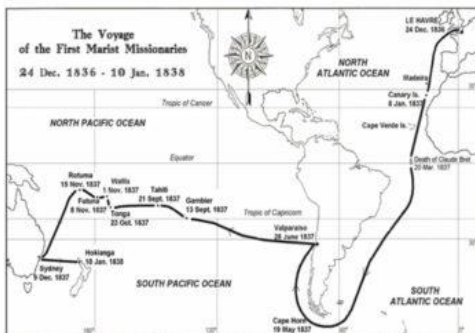 The Voyage
of the First Marist Missionaries
24 Dec. 1836 - 10 Jan. 1838
LE HAVRE
24 Dec. 1836
N
NORTH
ATLANTIC OCEAN
Madeira
Canary Is.
8 Jan. 1837
Tropic of Cancer
Cape Verde Is.
NORTH PACIFIC OCEAN
Equator
Death of Claude Bret
20 Mar. 1837
Rotuma
15 Nov. 1837
Wallis
1 Nov. 1837
Futuna
8 Nov. 1837
Tonga
23 Oct. 1837
Tahiti
21 Sept. 1837
Gambier
13 Sept. 1837
Tropic of Capricorn
Valparaiso
28 June 1837
Hokianga
10 Jan. 1838
Sydney
9 Dec. 1837
SOUTH PACIFIC OCEAN
SOUTH
ATLANTIC OCEAN
Cape Horn
19 May 1837